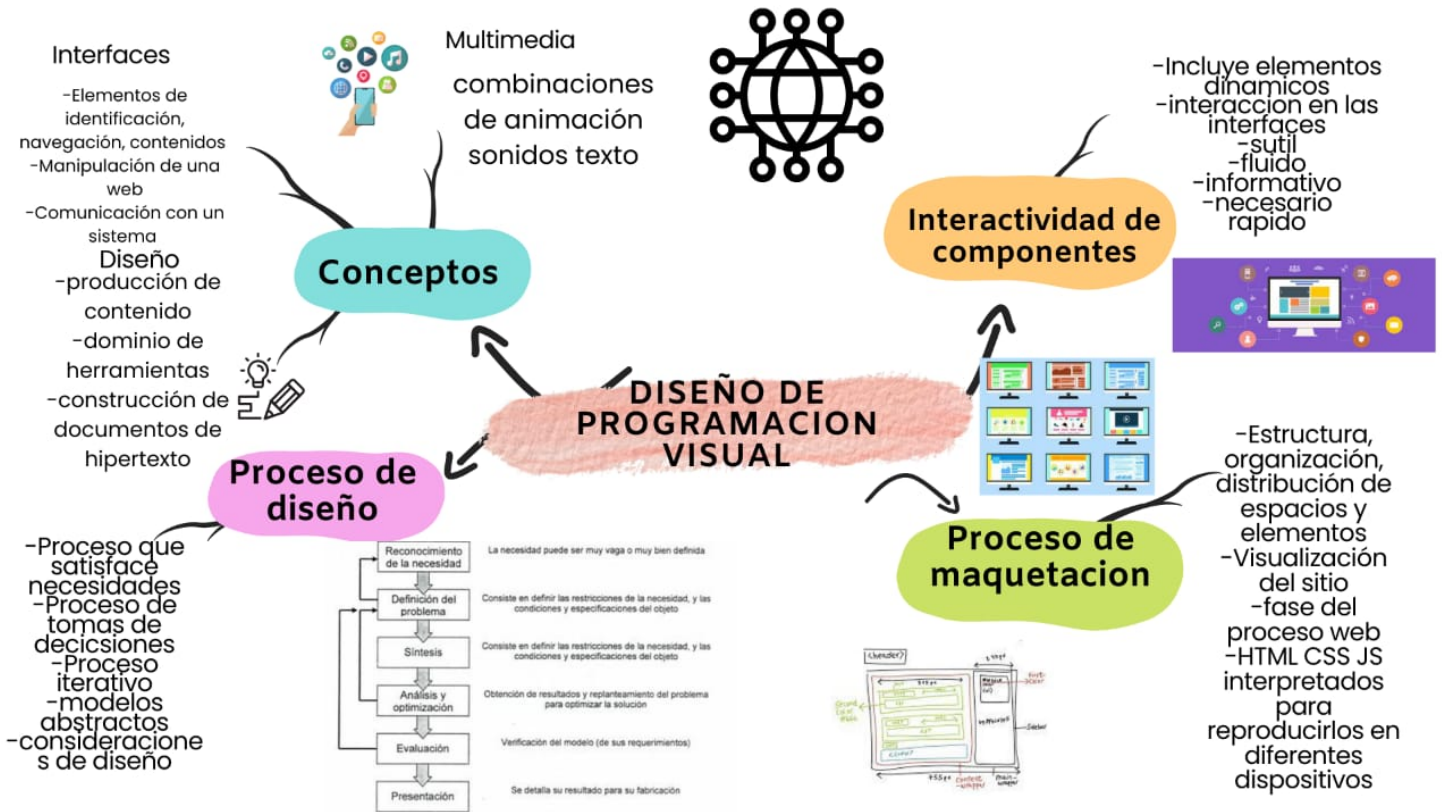 Interfaces
-Elementos de
identificación,
navegación, contenidos
-Manipulación de una
web
-Comunicación con un
sistema
Diseño
-producción de
contenido
-dominio de
herramientas
-construcción de
documentos de
hipertexto
Multimedia
combinaciones
de animación
sonidos texto
Conceptos
DISEÑO DE
PROGRAMACION
VISUAL
Interactividad de
componentes
-Incluye elementos
dinamicos
-interaccion en las
interfaces
-sutil
-fluido
-informativo
-necesario
rapido
Proceso de
diseño
-Proceso que
satisface
necesidades
-Proceso de
tomas de
decicsiones
-Proceso
iterativo
-modelos
abstractos
-consideracione
s de diseño
Reconocimiento
de la necesidad
La necesidad puede ser muy vaga o muy bien definida
Definición del
problema
Consiste en definir las restricciones de la necesidad, y las
condiciones y especificaciones del objeto
Síntesis
Consiste en definir las restricciones de la necesidad, y las
condiciones y especificaciones del objeto
Análisis y
optimización
Obtención de resultados y replanteamiento del problema
para optimizar la solución
Evaluación
Verificación del modelo (de sus requerimientos)
Presentación
Se detalla su resultado para su fabricación
Proceso de
maquetacion
-Estructura,
organización,
distribución de
espacios y
elementos
-Visualización
del sitio
-fase del
proceso web
-HTML CSS JS
interpretados
para
reproducirlos en
diferentes
dispositivos
(header)